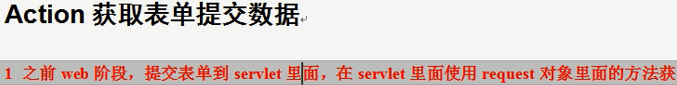 Action 获取表单提交数据
1 之前 web 阶段，提交表单到 servlet 里面，在 servlet 里面使用 request 对象里面的方法获